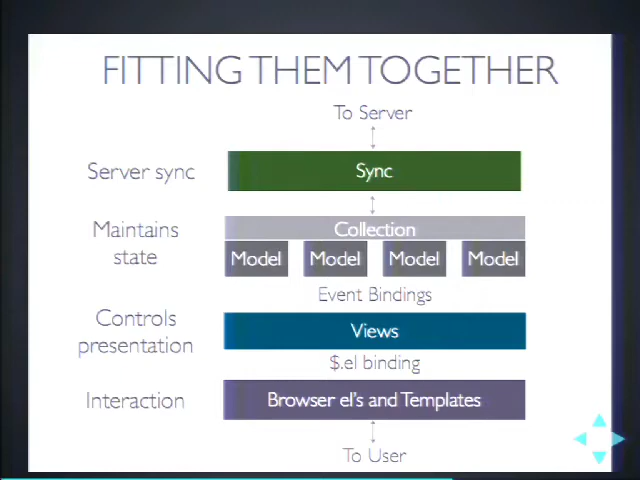 FITTING THEM TOGETHER
To Server
Server sync
Sync
Maintains
state
Collection
Model Model Model Model
Event Bindings
Controls
presentation
Views
$.el binding
Interaction
Browser el's and Templates
To User